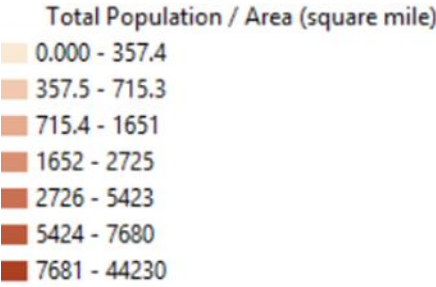 Total Population / Area (square mile)
0.000 - 357.4
357.5 - 715.3
715.4 - 1651
1652 - 2725
2726 - 5423
5424 - 7680
7681 - 44230